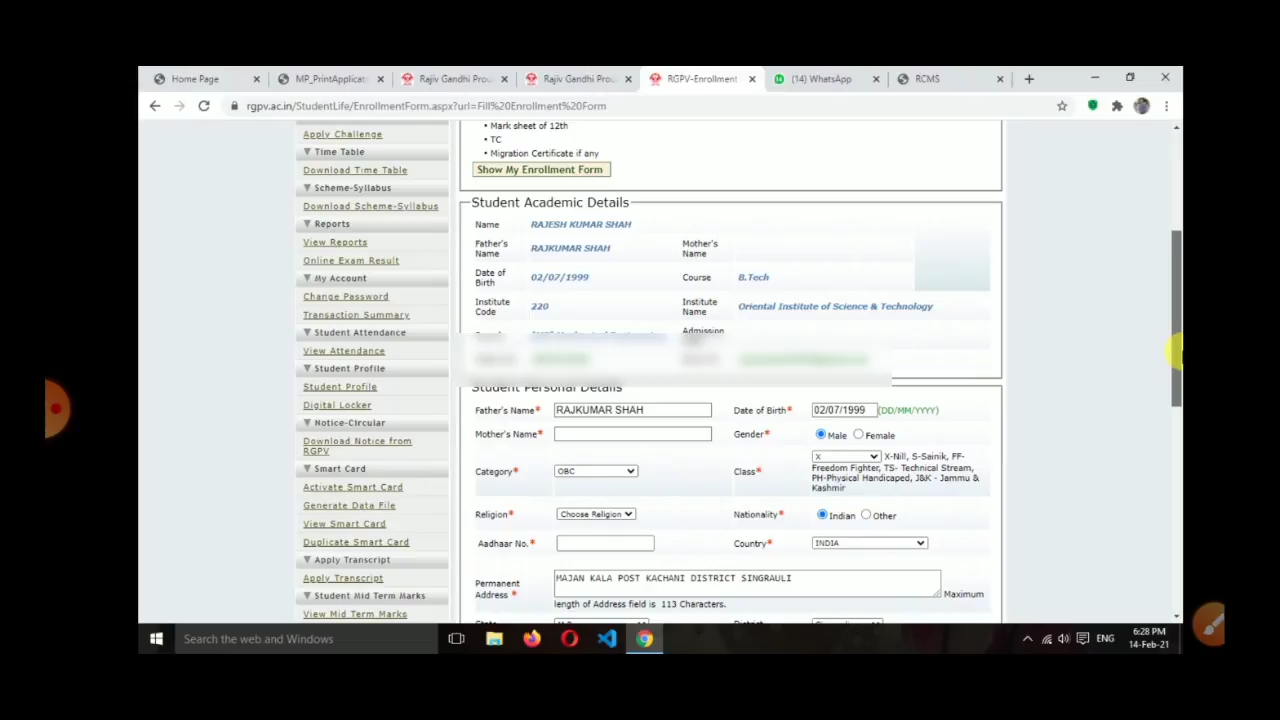 Home Page
MP_PrintApplicati
Rajiv Gandhi Prou
Rajiv Gandhi Prou
RGPV-Enrollment
(14) WhatsApp
RCMS
rgpv.ac.in/StudentLife/EnrollmentForm.aspx?url=Fill%20Enrollment%20Form
Apply Challenge
Time Table
Download Time Table
Scheme-Syllabus
Download Scheme-Syllabus
Reports
View Reports
Online Exam Result
My Account
Change Password
Transaction Summary
Student Attendance
View Attendance
Student Profile
Student Profile
Digital Locker
Notice-Circular
Download Notice from
RGPV
Smart Card
Activate Smart Card
Generate Data File
View Smart Card
Duplicate Smart Card
Apply Transcript
Apply Transcript
Student Mid Term Marks
View Mid Term Marks
• Mark sheet of 12th
• TC
• Migration Certificate if any
Show My Enrollment Form
Student Academic Details
Name RAJESH KUMAR SHAH
Father's Name RAJKUMAR SHAH Mother's Name
Date of Birth 02/07/1999 Course B.Tech
Institute Code 220 Institute Name Oriental Institute of Science & Technology
Admission
Student Personal Details
Father's Name* RAJKUMAR SHAH Date of Birth* 02/07/1999 (DD/MM/YYYY)
Mother's Name* Gender* Male Female
Category* OBC Class* X X-Nill, S-Sainik, FF-
Freedom Fighter, TS- Technical Stream,
PH-Physical Handicaped, J&K - Jammu &
Kashmir
Religion* Choose Religion Nationality* Indian Other
Aadhaar No.* Country* INDIA
Permanent Address * MAJAN KALA POST KACHANI DISTRICT SINGRAULI Maximum
length of Address field is 113 Characters.
Search the web and Windows
ENG
6:28 PM
14-Feb-21